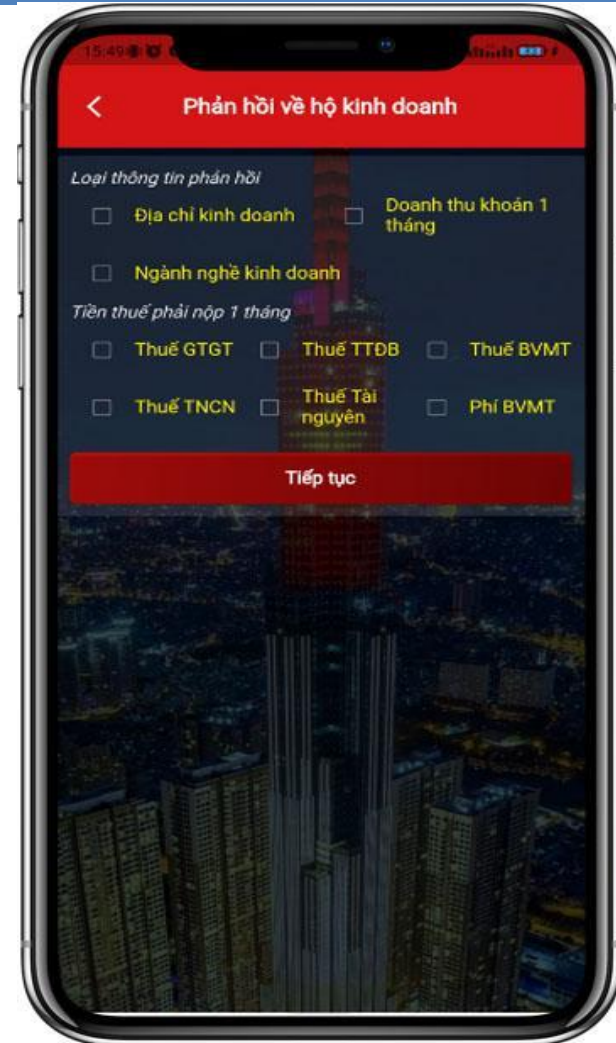 15:49
Phản hồi về hộ kinh doanh
Loại thông tin phản hồi
Địa chỉ kinh doanh
Doanh thu khoán 1
tháng
Ngành nghề kinh doanh
Tiền thuế phải nộp 1 tháng
Thuế GTGT
Thuế TTĐB
Thuế BVMT
Thuế TNCN
Thuế Tài
nguyên
Phí BVMT
Tiếp tục